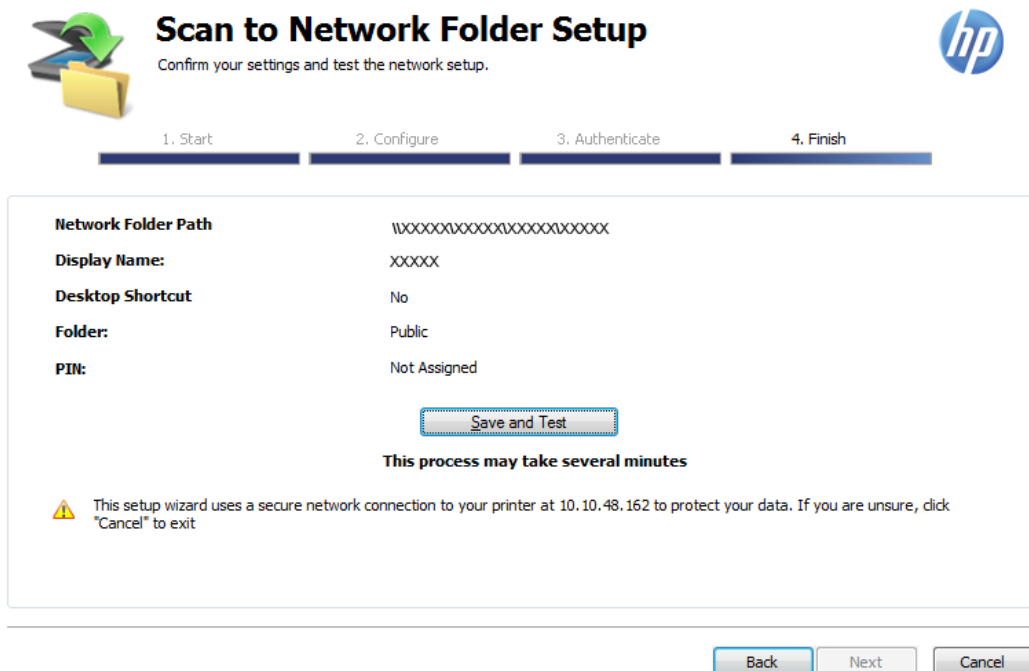 Scan to Network Folder Setup
Confirm your settings and test the network setup.
hp
1. Start 2. Configure 3. Authenticate 4. Finish
Network Folder Path \\XXXXX\XXXXX\XXXXX\XXXXX
Display Name: XXXXX
Desktop Shortcut No
Folder: Public
PIN: Not Assigned
Save and Test
This process may take several minutes
This setup wizard uses a secure network connection to your printer at 10.10.48.162 to protect your data. If you are unsure, click
"Cancel" to exit
Back Next Cancel